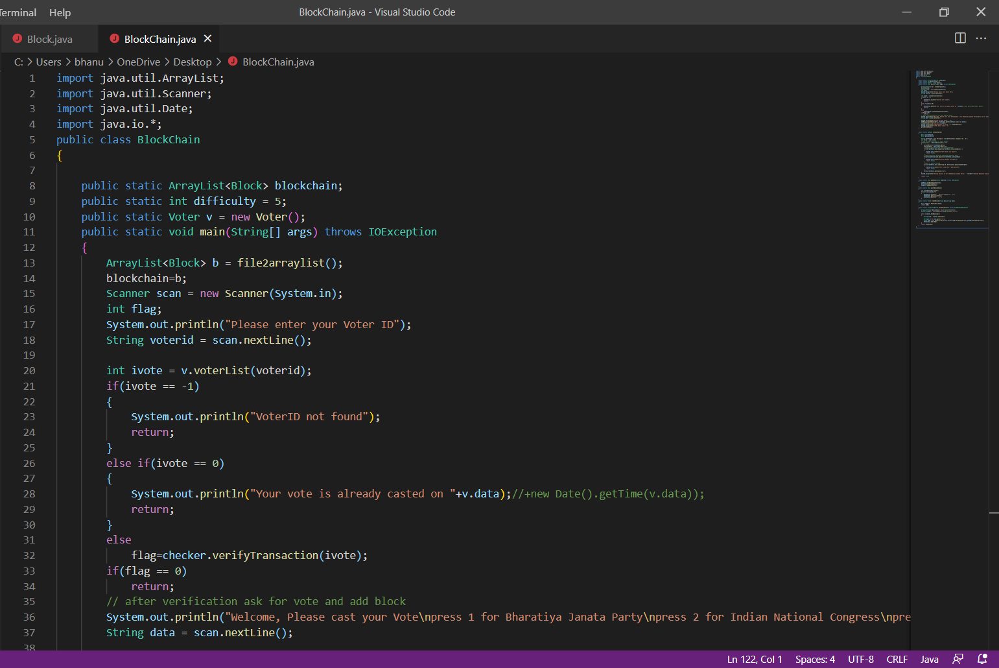 Terminal Help BlockChain.java - Visual Studio Code
Block.java BlockChain.java
C: > Users > bhanu > OneDrive > Desktop > BlockChain.java
1 import java.util.ArrayList;
2 import java.util.Scanner;
3 import java.util.Date;
4 import java.io.*;
5 public class BlockChain
6 {
7
8 public static ArrayList<Block> blockchain;
9 public static int difficulty = 5;
10 public static Voter v = new Voter();
11 public static void main(String[] args) throws IOException
12 {
13 ArrayList<Block> b = file2arraylist();
14 blockchain=b;
15 Scanner scan = new Scanner(System.in);
16 int flag;
17 System.out.println("Please enter your Voter ID");
18 String voterid = scan.nextLine();
19
20 int ivote = v.voterList(voterid);
21 if(ivote == -1)
22 {
23 System.out.println("VoterID not found");
24 return;
25 }
26 else if(ivote == 0)
27 {
28 System.out.println("Your vote is already casted on "+v.data);//+new Date().getTime(v.data));
29 return;
30 }
31 else
32 flag=checker.verifyTransaction(ivote);
33 if(flag == 0)
34 return;
35 // after verification ask for vote and add block
36 System.out.println("Welcome, Please cast your Vote\npress 1 for Bharatiya Janata Party\npress 2 for Indian National Congress\npre
37 String data = scan.nextLine();
38
Ln 122, Col 1 Spaces: 4 UTF-8 CRLF Java